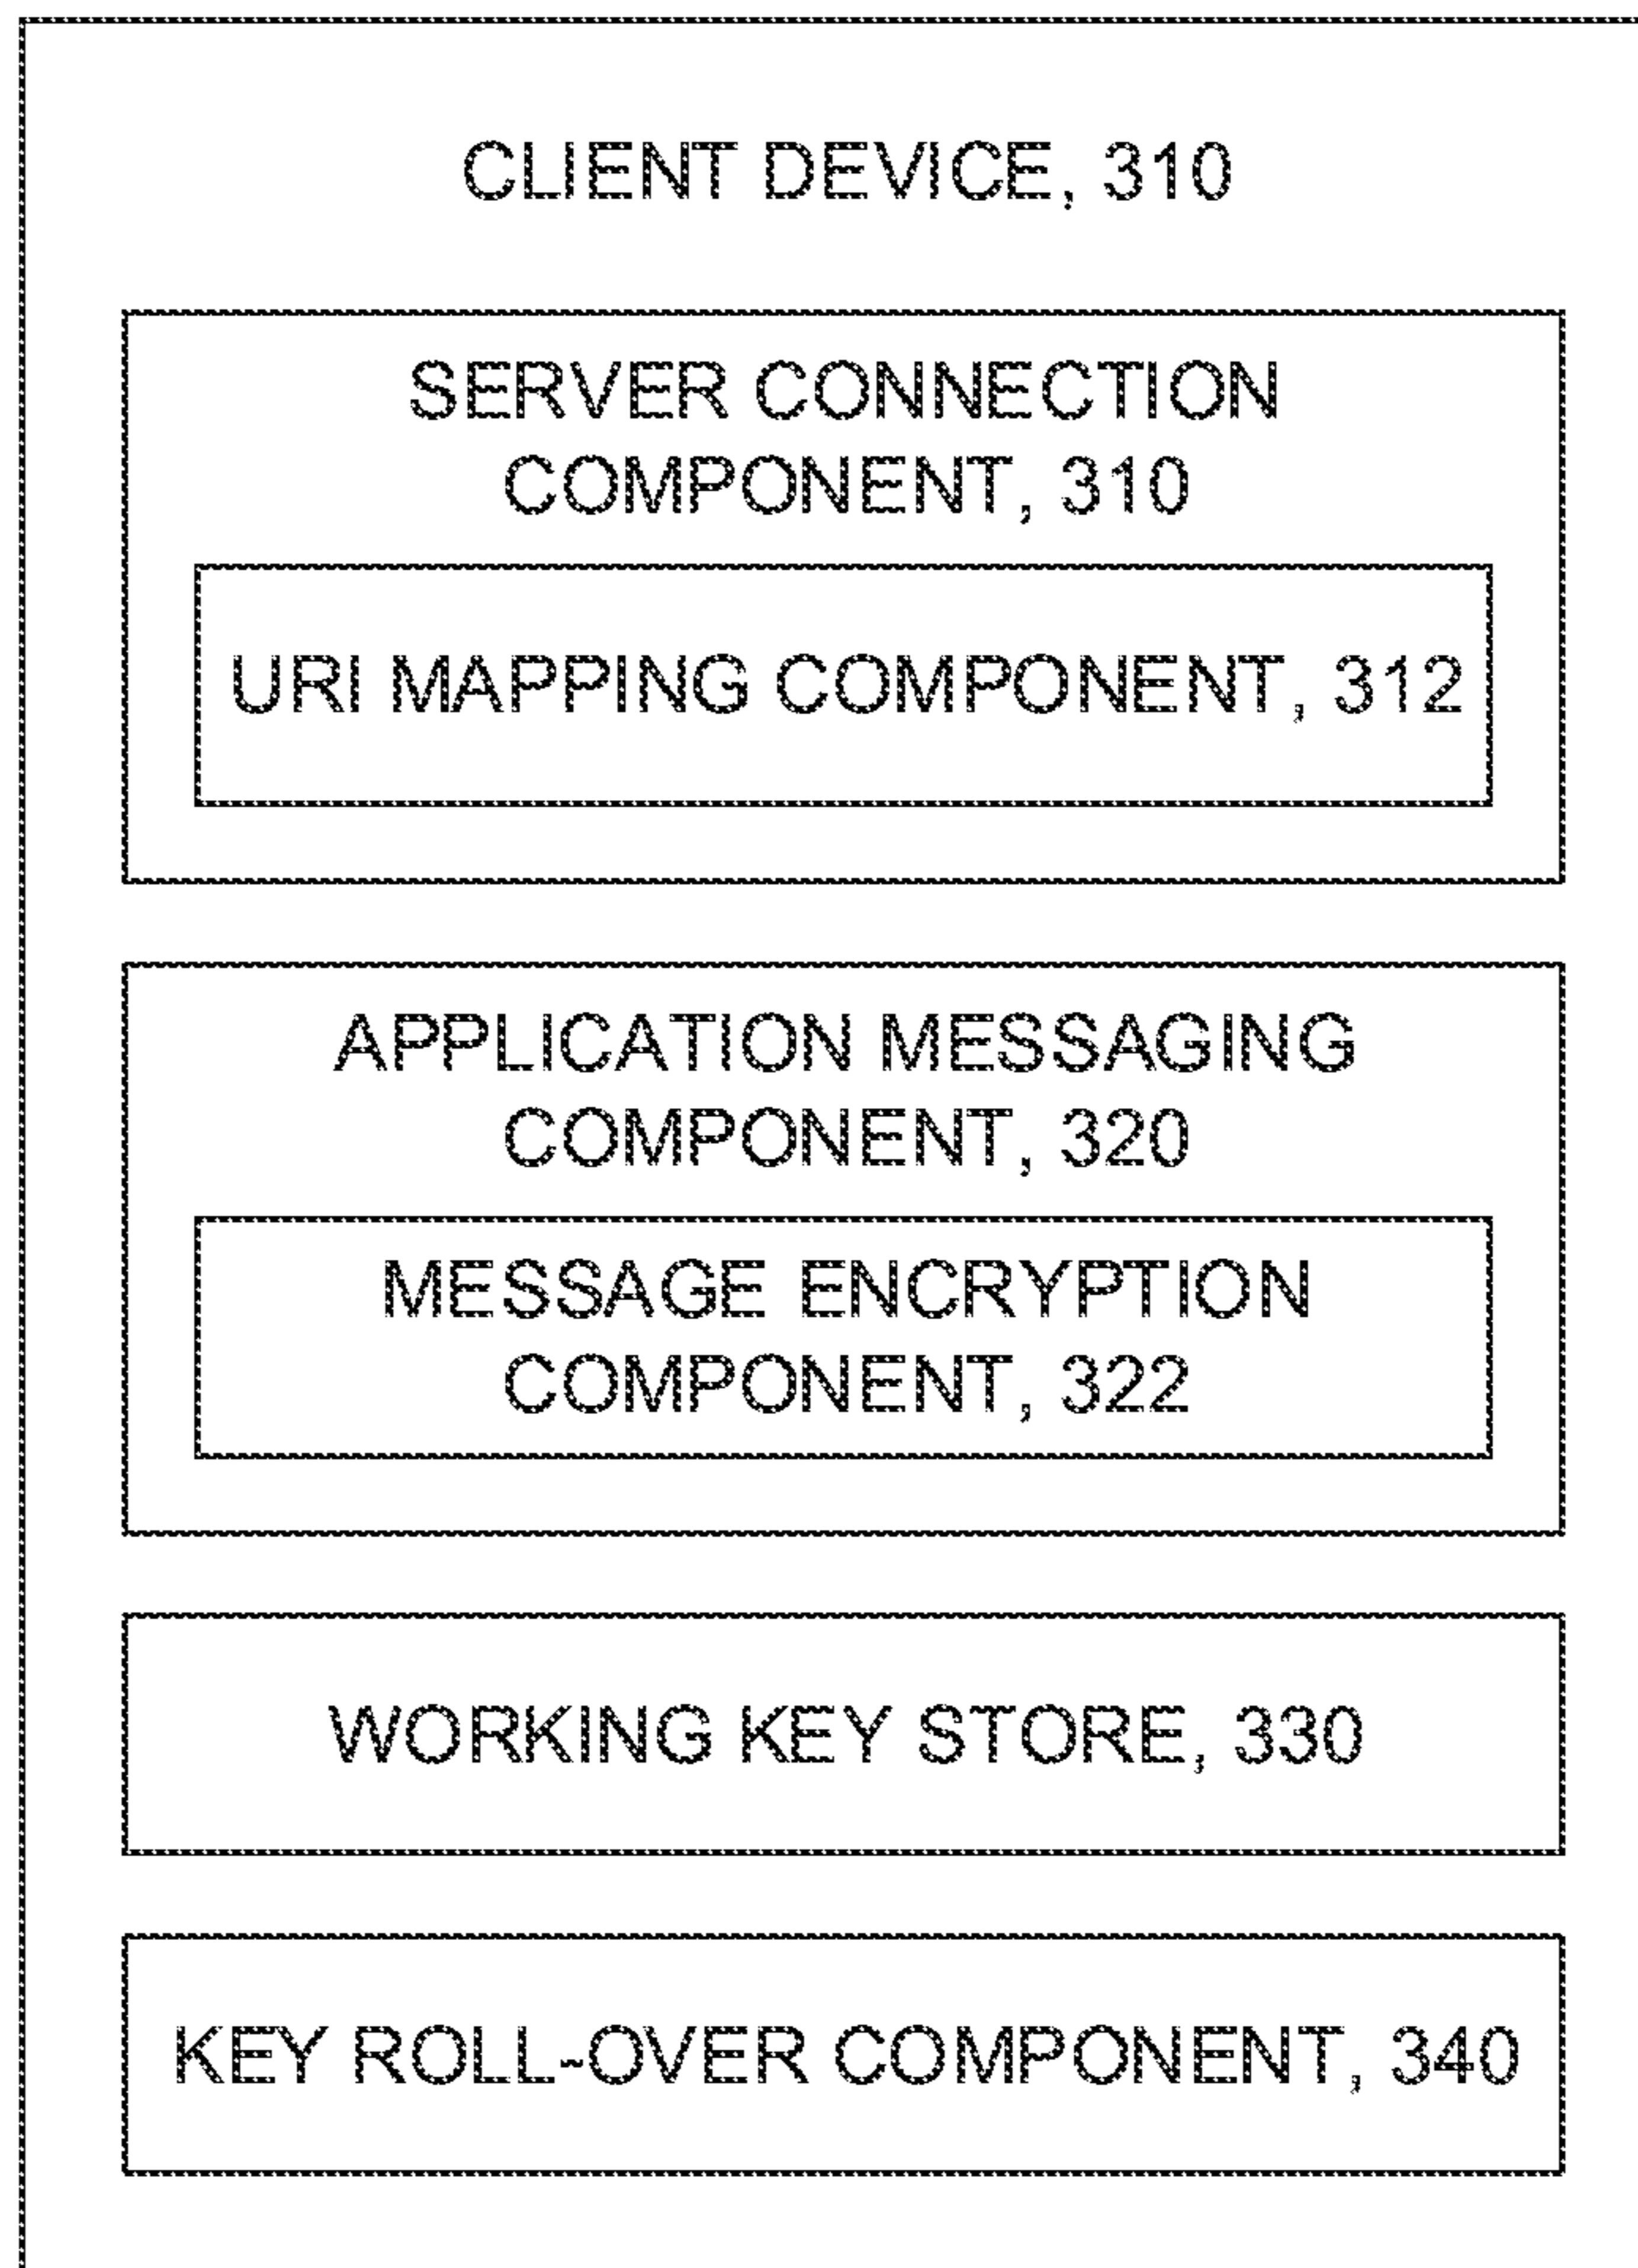 CLIENT DEVICE, 310
SERVER CONNECTION
COMPONENT, 310
URI MAPPING COMPONENT, 312
APPLICATION MESSAGING
COMPONENT, 320
MESSAGE ENCRYPTION
COMPONENT, 322
WORKING KEY STORE, 330
KEY ROLL-OVER COMPONENT, 340